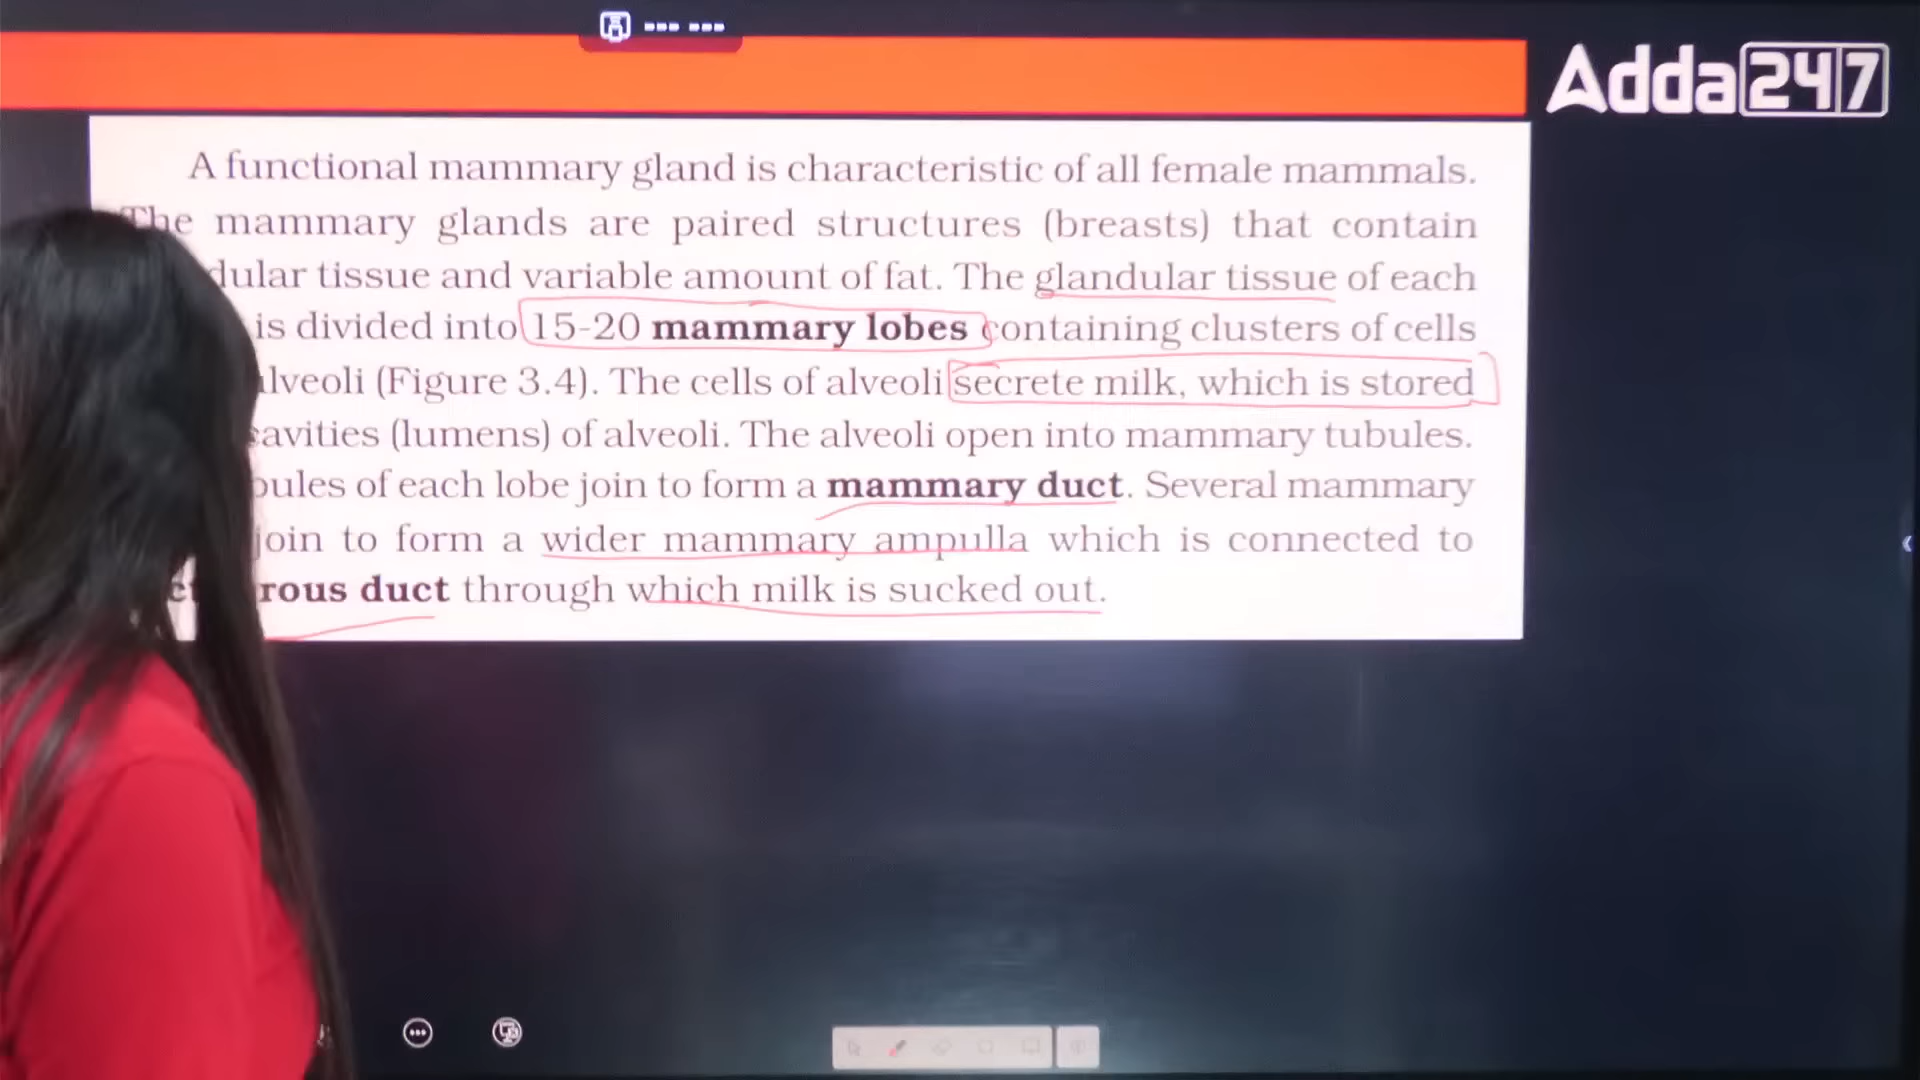 Adda247
A functional mammary gland is characteristic of all female mammals.
The mammary glands are paired structures (breasts) that contain
dular tissue and variable amount of fat. The glandular tissue of each
is divided into 15-20 mammary lobes containing clusters of cells
alveoli (Figure 3.4). The cells of alveoli secrete milk, which is stored
cavities (lumens) of alveoli. The alveoli open into mammary tubules.
bules of each lobe join to form a mammary duct. Several mammary
join to form a wider mammary ampulla which is connected to
rous duct through which milk is sucked out.